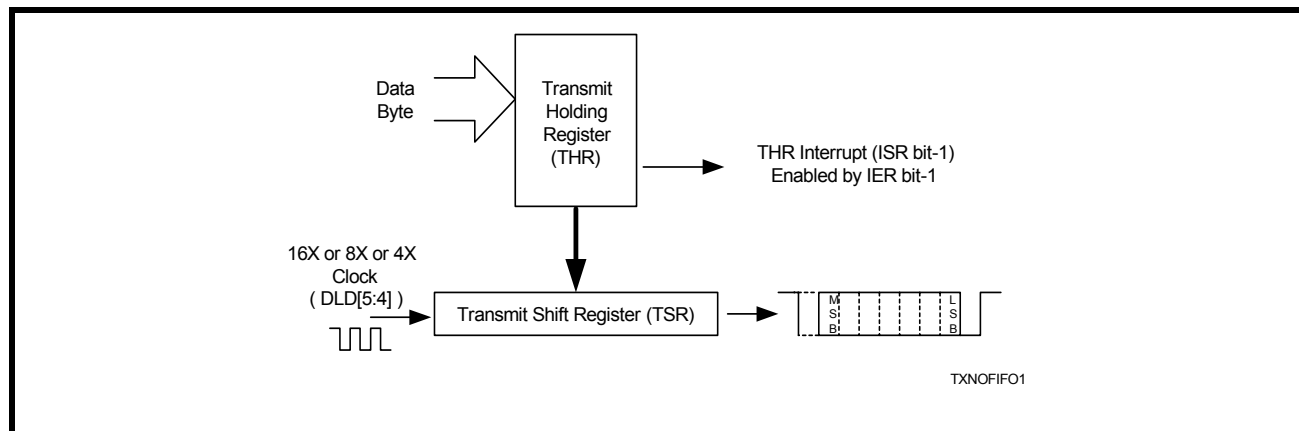 Data
Byte
Transmit
Holding
Register
(THR)
THR Interrupt (ISR bit-1)
Enabled by IER bit-1
16X or 8X or 4X
Clock
( DLD[5:4] )
Transmit Shift Register (TSR)
M
S
B
L
S
B
TXNOFIFO1